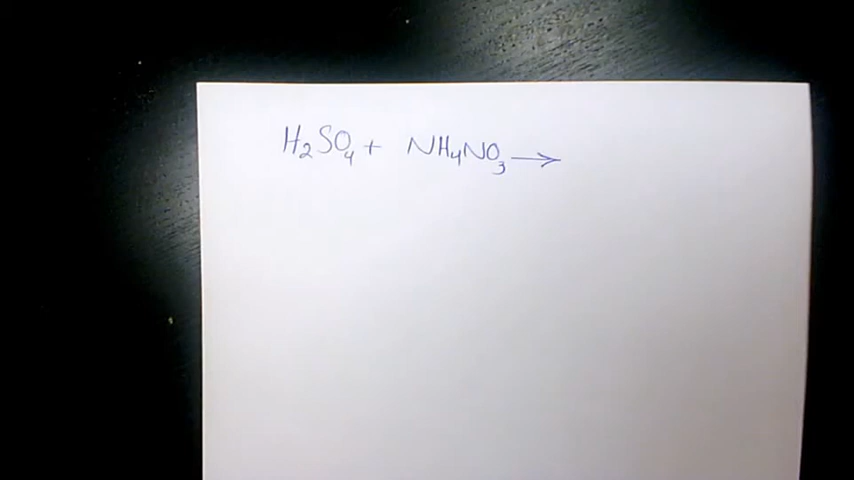 H₂SO₄ + NH₄NO₃ →